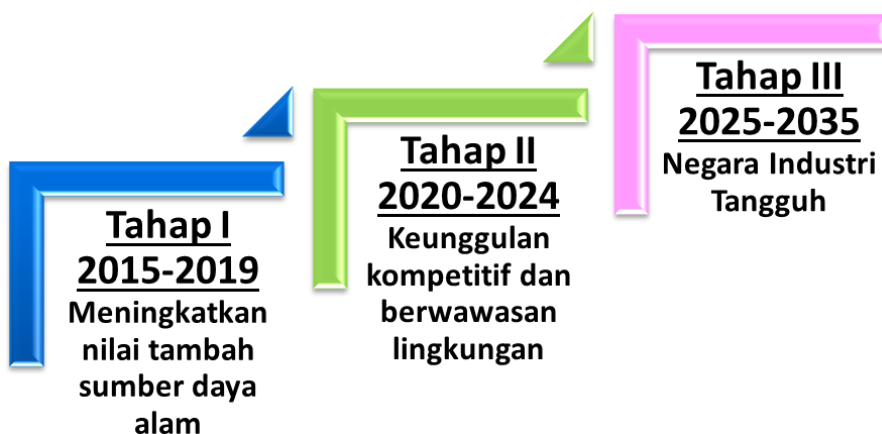 Tahap I
2015-2019
Meningkatkan
nilai tambah
sumber daya
alam
Tahap II
2020-2024
Keunggulan
kompetitif dan
berwawasan
lingkungan
Tahap III
2025-2035
Negara Industri
Tangguh